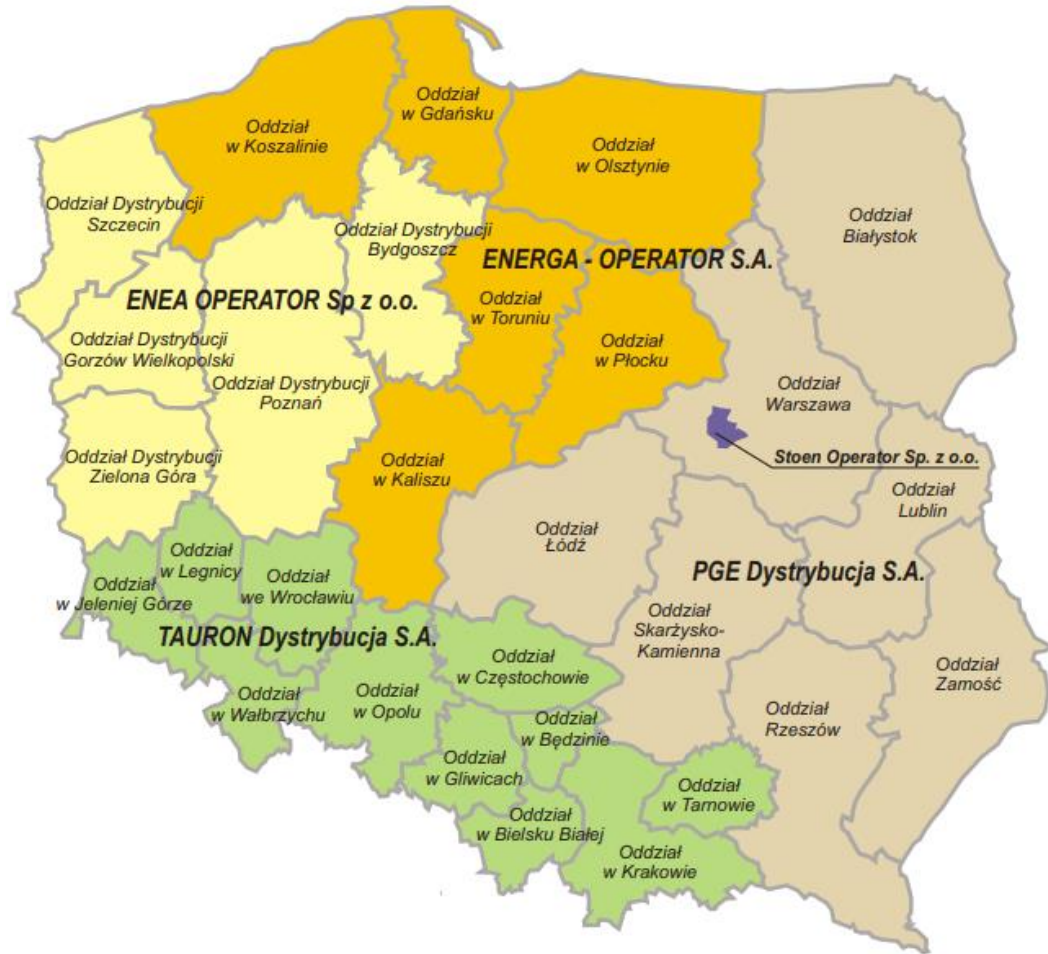 Oddział
w Koszalinie
Oddział
w Gdańsku
Oddział
w Olsztynie
Oddział
Białystok
Oddział Dystrybucji
Szczecin
Oddział Dystrybucji
Bydgoszcz
ENERGA - OPERATOR S.A.
ENEA OPERATOR Sp z o.o.
Oddział
w Toruniu
Oddział
w Płocku
Oddział Dystrybucji
Gorzów Wielkopolski
Oddział Dystrybucji
Poznań
Oddział
Warszawa
Oddział Dystrybucji
Zielona Góra
Oddział
w Kaliszu
Stoen Operator Sp. z o.o.
Oddział
Lublin
Oddział
Łódź
Oddział
w Legnicy
Oddział
we Wrocławiu
Oddział
w Jeleniej Górze
PGE Dystrybucja S.A.
TAURON Dystrybucja S.A.
Oddział
Skarżysko-
Kamienna
Oddział
w Częstochowie
Oddział
Zamość
Oddział
w Wałbrzychu
Oddział
w Opolu
Oddział
Rzeszów
Oddział
w Będzinie
Oddział
w Gliwicach
Oddział
w Tarnowie
Oddział
w Bielsku Białej
Oddział
w Krakowie